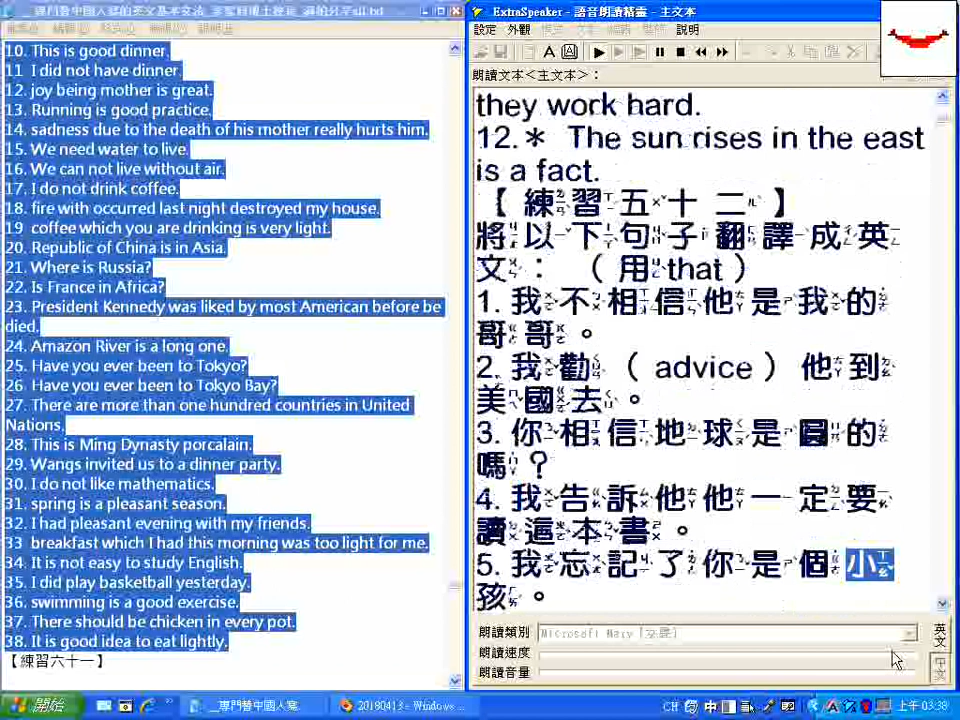 10. This is good dinner.
11  I did not have dinner.
12. joy being mother is great.
13. Running is good practice.
14. sadness due to the death of his mother really hurts him.
15. We need water to live.
16. We can not live without air.
17. I do not drink coffee.
18. fire with occurred last night destroyed my house.
19  coffee which you are drinking is very light.
20. Republic of China is in Asia.
21. Where is Russia?
22. Is France in Africa?
23. President Kennedy was liked by most American before be
died.
24. Amazon River is a long one.
25. Have you ever been to Tokyo?
26. Have you ever been to Tokyo Bay?
27. There are more than one hundred countries in United
Nations.
28. This is Ming Dynasty porcelain.
29. Wangs invited us to a dinner party.
30. I do not like mathematics.
31. spring is a pleasant season.
32. I had pleasant evening with my friends.
33  breakfast which I had this morning was too light for me.
34. It is not easy to study English.
35. I did play basketball yesterday.
36. swimming is a good exercise.
37. There should be chicken in every pot.
38. It is good idea to eat lightly.
【練習六十一】
ExtraSpeaker - 語音朗讀精靈 - 主文本
設定 外觀 說明
朗讀文本<主文本>：
they work hard.
12.＊ The sun rises in the east
is a fact.
【練習五十二】
將以下句子翻譯成英
文：（用 that）
1. 我不相信他是我的
哥哥。
2. 我勸（advice）他到
美國去。
3. 你相信地球是圓的
嗎？
4. 我告訴他他一定要
讀這本書。
5. 我忘記了你是個小
孩。
朗讀類別 Microsoft Mary
英文
朗讀速度
中文
朗讀音量
開始
20180413 - Windows ...
CH
上午 03:38